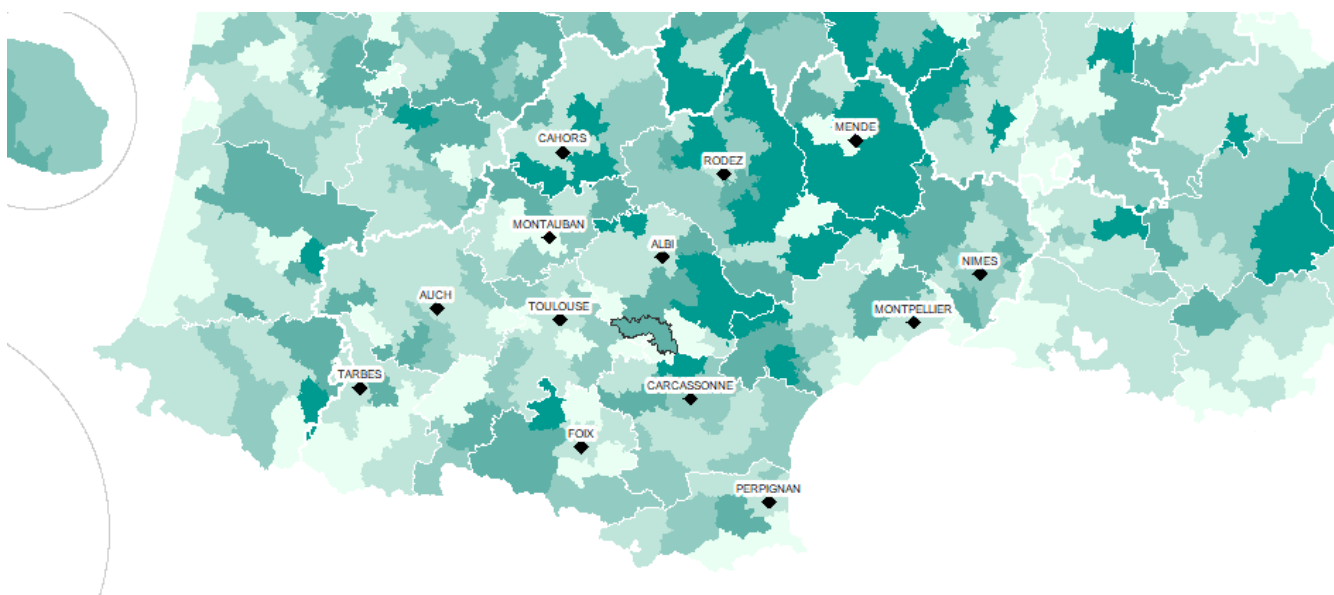 MENDE
CAHORS
RODEZ
MONTAUBAN
ALBI
NIMES
AUCH
TOULOUSE
MONTPELLIER
TARBES
CARCASSONNE
FOIX
PERPIGNAN